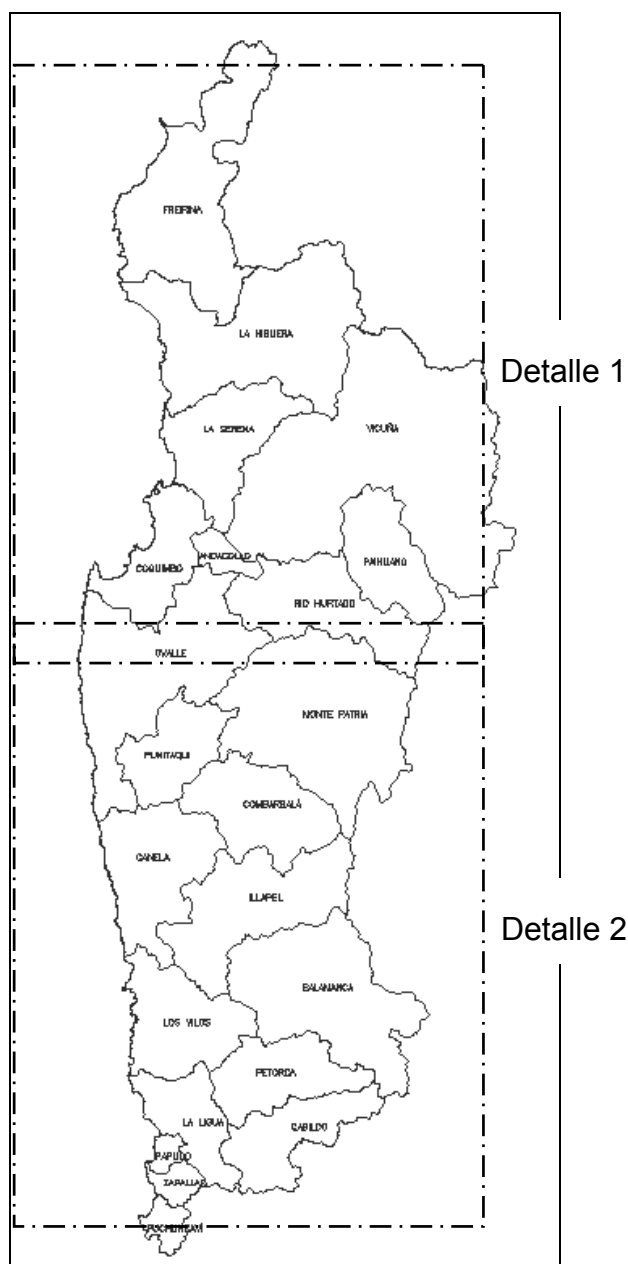 FREIRINA
LA HIGUERA
Detalle 1
LA SERENA
VICUÑA
ANDACOLLO
COQUIMBO
PAIHUANO
RIO HURTADO
OVALLE
MONTE PATRIA
PUNITAQUI
COMBARBALÁ
CANELA
ILLAPEL
Detalle 2
SALAMANCA
LOS VILOS
PETORCA
LA LIGUA
CABILDO
PAPUDO
ZAPALLAR
PUCHUNCAVÍ